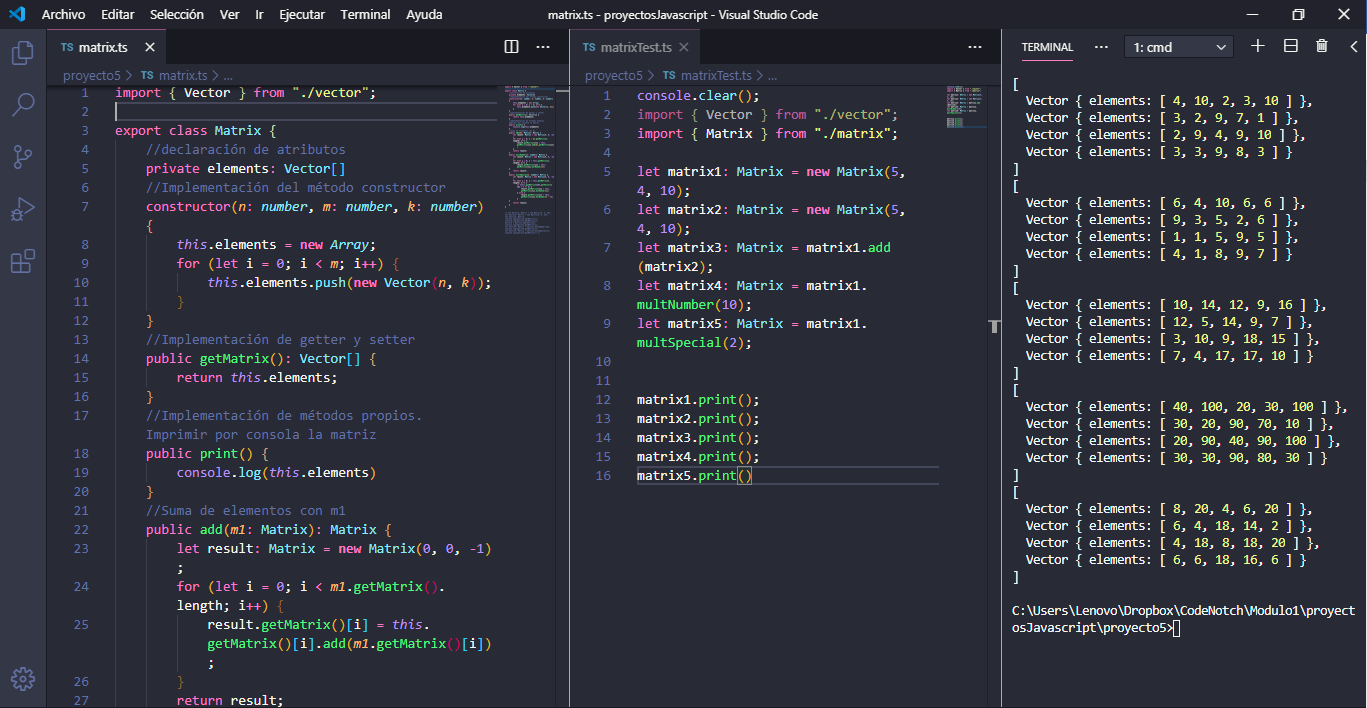 Archivo Editar Selección Ver Ir Ejecutar Terminal Ayuda matrix.ts - proyectosJavascript - Visual Studio Code
TS matrix.ts
proyecto5 > TS matrix.ts > ...
1 import { Vector } from "./vector";
2
3 export class Matrix {
4 //declaración de atributos
5 private elements: Vector[]
6 //Implementación del método constructor
7 constructor(n: number, m: number, k: number)
{
8 this.elements = new Array;
9 for (let i = 0; i < m; i++) {
10 this.elements.push(new Vector(n, k));
11 }
12 }
13 //Implementación de getter y setter
14 public getMatrix(): Vector[] {
15 return this.elements;
16 }
17 //Implementación de métodos propios.
Imprimir por consola la matriz
18 public print() {
19 console.log(this.elements)
20 }
21 //Suma de elementos con m1
22 public add(m1: Matrix): Matrix {
23 let result: Matrix = new Matrix(0, 0, -1)
;
24 for (let i = 0; i < m1.getMatrix().
length; i++) {
25 result.getMatrix()[i] = this.
getMatrix()[i].add(m1.getMatrix()[i])
;
26 }
27 return result;
TS matrixTest.ts
proyecto5 > TS matrixTest.ts > ...
1 console.clear();
2 import { Vector } from "./vector";
3 import { Matrix } from "./matrix";
4
5 let matrix1: Matrix = new Matrix(5,
4, 10);
6 let matrix2: Matrix = new Matrix(5,
4, 10);
7 let matrix3: Matrix = matrix1.add
(matrix2);
8 let matrix4: Matrix = matrix1.
multNumber(10);
9 let matrix5: Matrix = matrix1.
multSpecial(2);
10
11
12 matrix1.print();
13 matrix2.print();
14 matrix3.print();
15 matrix4.print();
16 matrix5.print()
TERMINAL ... 1: cmd
[
Vector { elements: [ 4, 10, 2, 3, 10 ] },
Vector { elements: [ 3, 2, 9, 7, 1 ] },
Vector { elements: [ 2, 9, 4, 9, 10 ] },
Vector { elements: [ 3, 3, 9, 8, 3 ] }
]
[
Vector { elements: [ 6, 4, 10, 6, 6 ] },
Vector { elements: [ 9, 3, 5, 2, 6 ] },
Vector { elements: [ 1, 1, 5, 9, 5 ] },
Vector { elements: [ 4, 1, 8, 9, 7 ] }
]
[
Vector { elements: [ 10, 14, 12, 9, 16 ] },
Vector { elements: [ 12, 5, 14, 9, 7 ] },
Vector { elements: [ 3, 10, 9, 18, 15 ] },
Vector { elements: [ 7, 4, 17, 17, 10 ] }
]
[
Vector { elements: [ 40, 100, 20, 30, 100 ] },
Vector { elements: [ 30, 20, 90, 70, 10 ] },
Vector { elements: [ 20, 90, 40, 90, 100 ] },
Vector { elements: [ 30, 30, 90, 80, 30 ] }
]
[
Vector { elements: [ 8, 20, 4, 6, 20 ] },
Vector { elements: [ 6, 4, 18, 14, 2 ] },
Vector { elements: [ 4, 18, 8, 18, 20 ] },
Vector { elements: [ 6, 6, 18, 16, 6 ] }
]
C:\Users\Lenovo\Dropbox\CodeNotch\Modulo1\proyect
osJavascript\proyecto5>